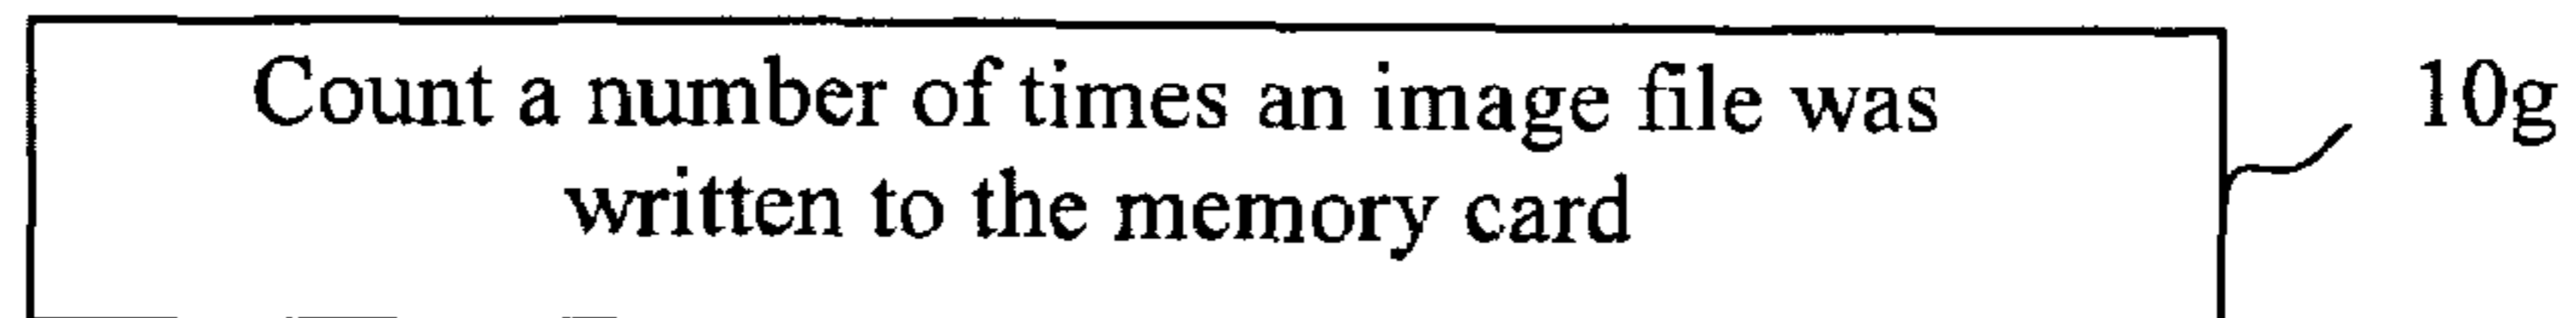 Count a number of times an image file was
written to the memory card
10g